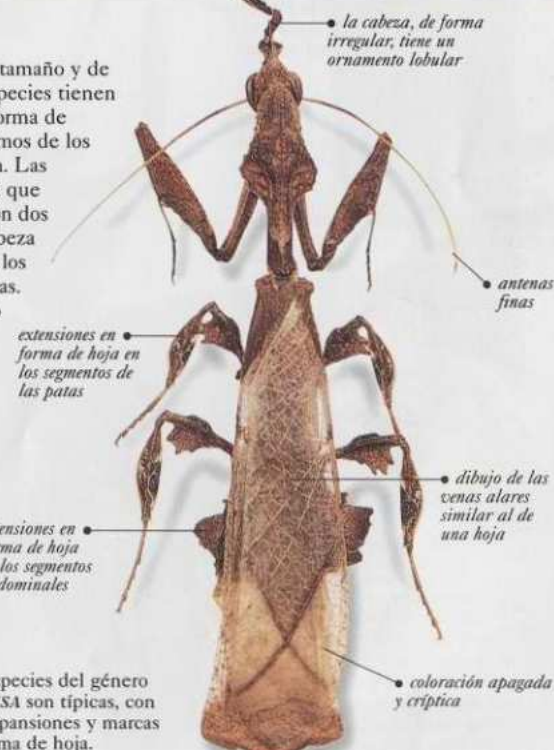 la cabeza, de forma
irregular, tiene un
ornamento lobular
tamaño y de
species tienen
orma de
mos de los
Las
que
n dos
beza
los
as.
antenas
finas
extensiones en
forma de hoja en
los segmentos de
las patas
dibujo de las
venas alares
similar al de
una hoja
ensiones en
ma de hoja
los segmentos
dominales
pecies del género
SA son típicas, con
pansiones y marcas
ma de hoja.
coloración apagada
y críptica